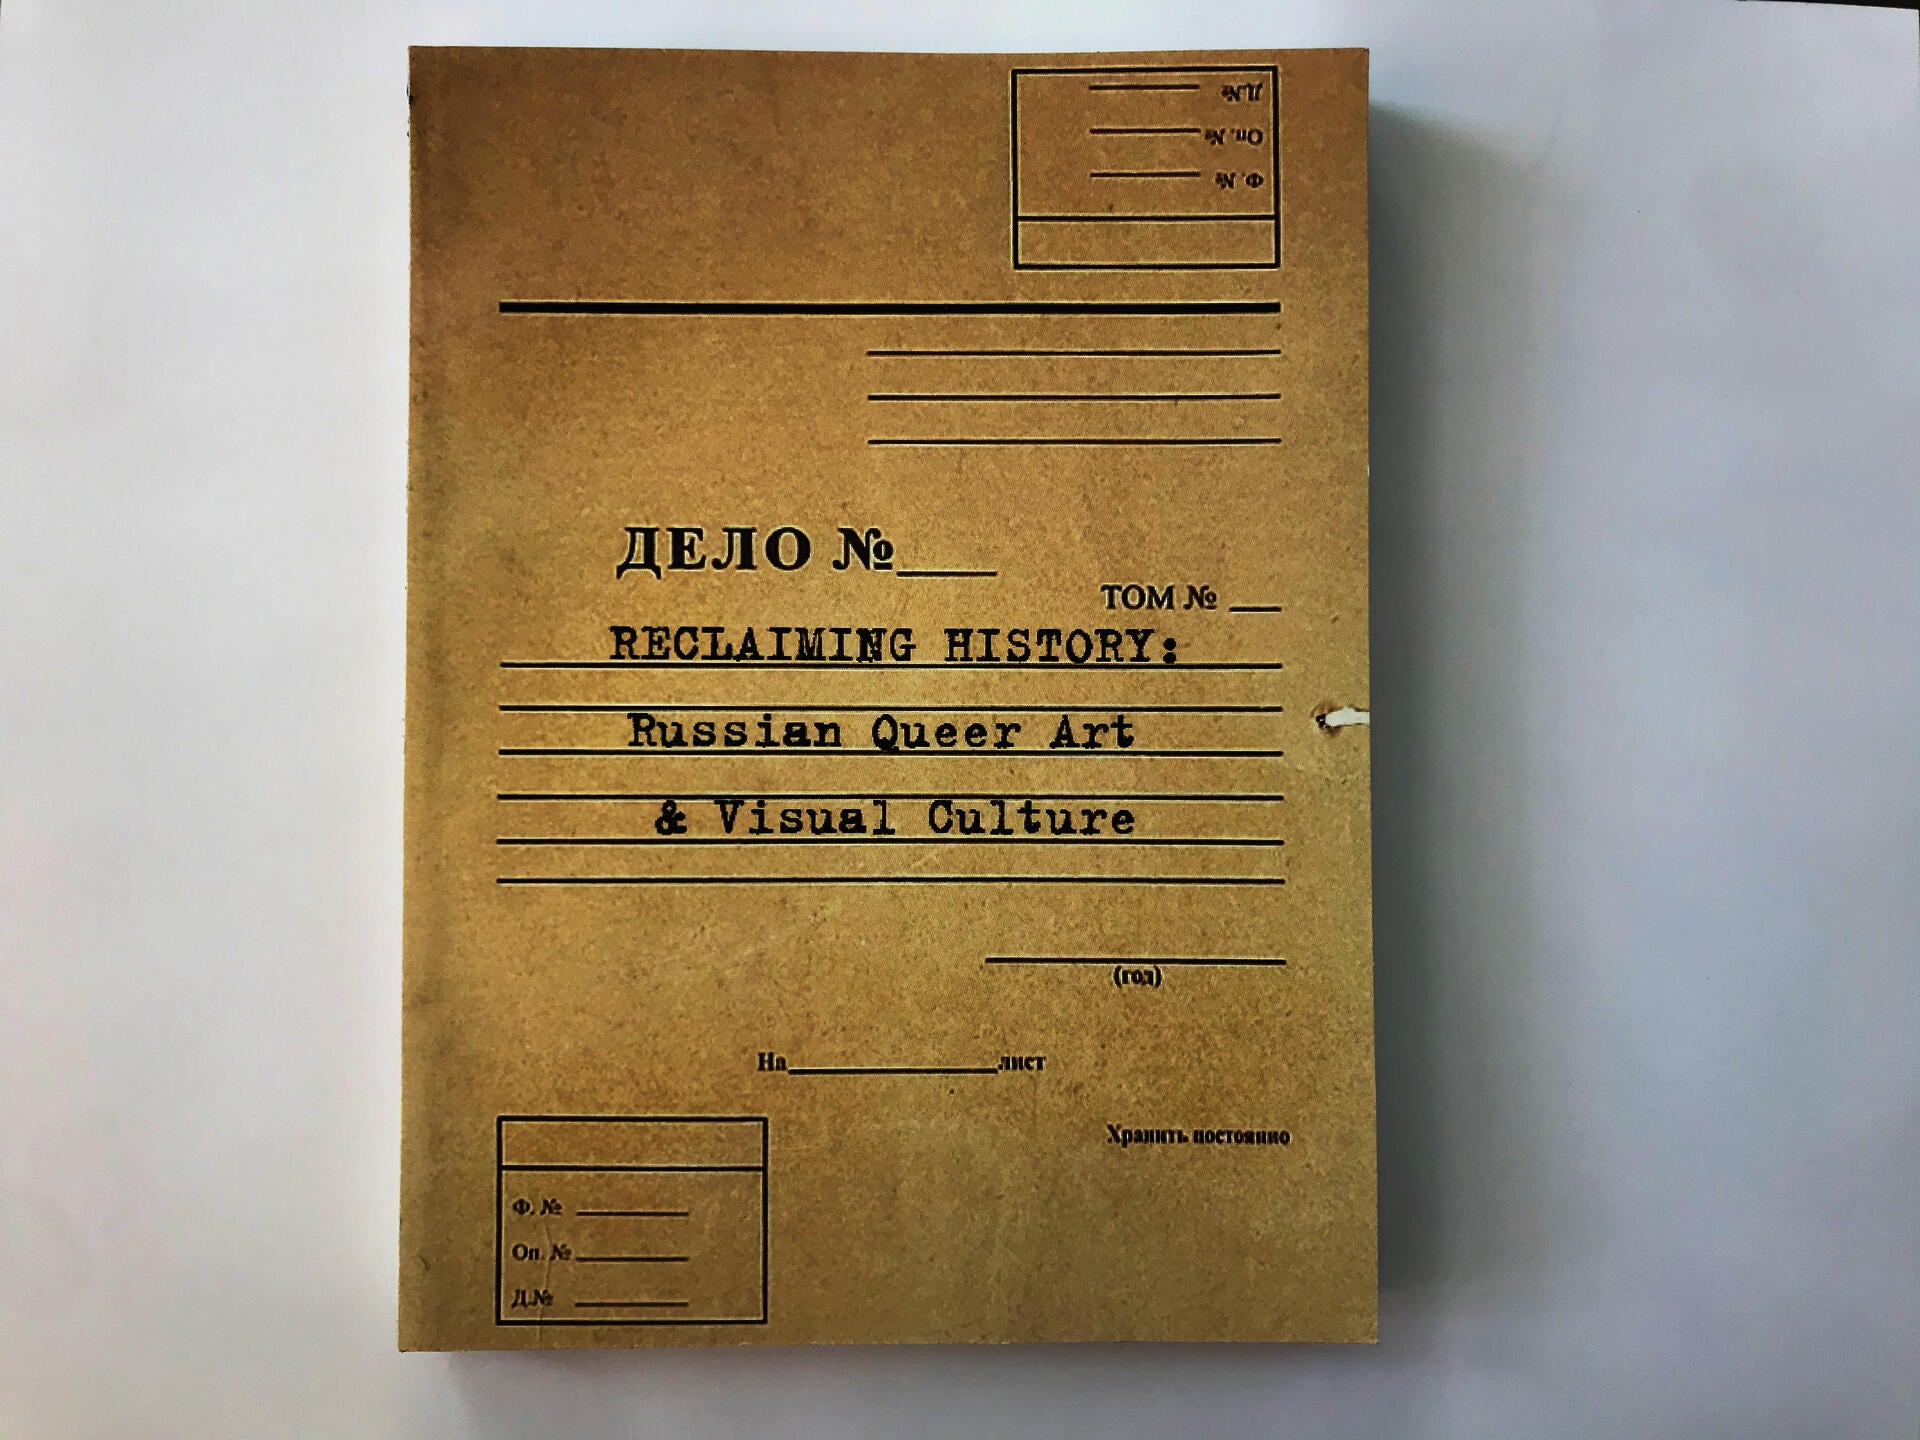 Д.№
Оп. №
Ф. №
ДЕЛО №
ТОМ №
RECLAIMING HISTORY:
Russian Queer Art
& Visual Culture
(год)
На лист
Хранить постоянно
Ф. №
Оп. №
Д.№